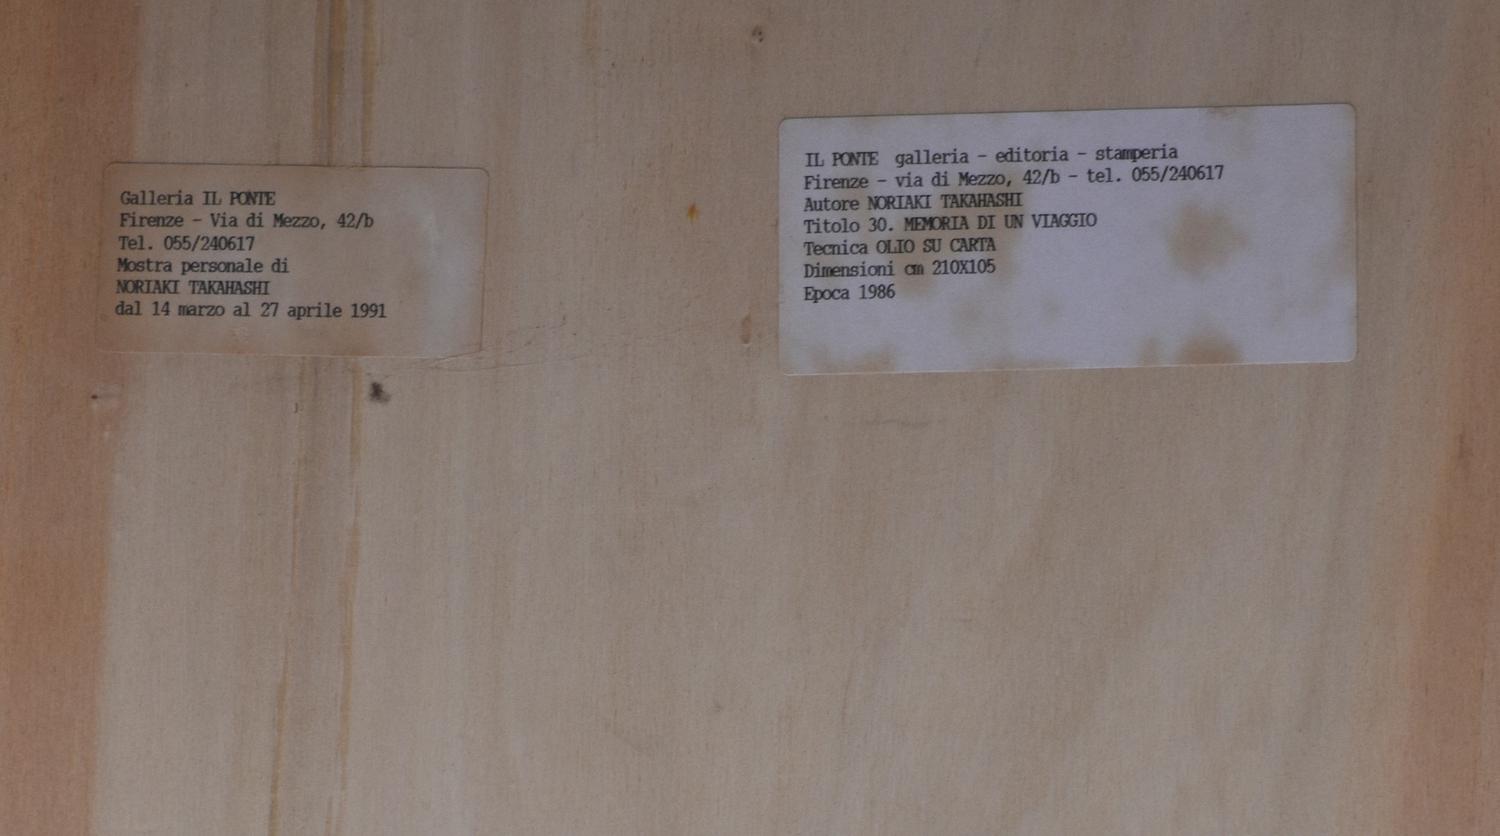 Galleria IL PONTE
Firenze - Via di Mezzo, 42/b
Tel. 055/240617
Mostra personale di
NORIAKI TAKAHASHI
dal 14 marzo al 27 aprile 1991
IL PONTE galleria - editoria - stamperia
Firenze - via di Mezzo, 42/b - tel. 055/240617
Autore NORIAKI TAKAHASHI
Titolo 30. MEMORIA DI UN VIAGGIO
Tecnica OLIO SU CARTA
Dimensioni cm 210X105
Epoca 1986